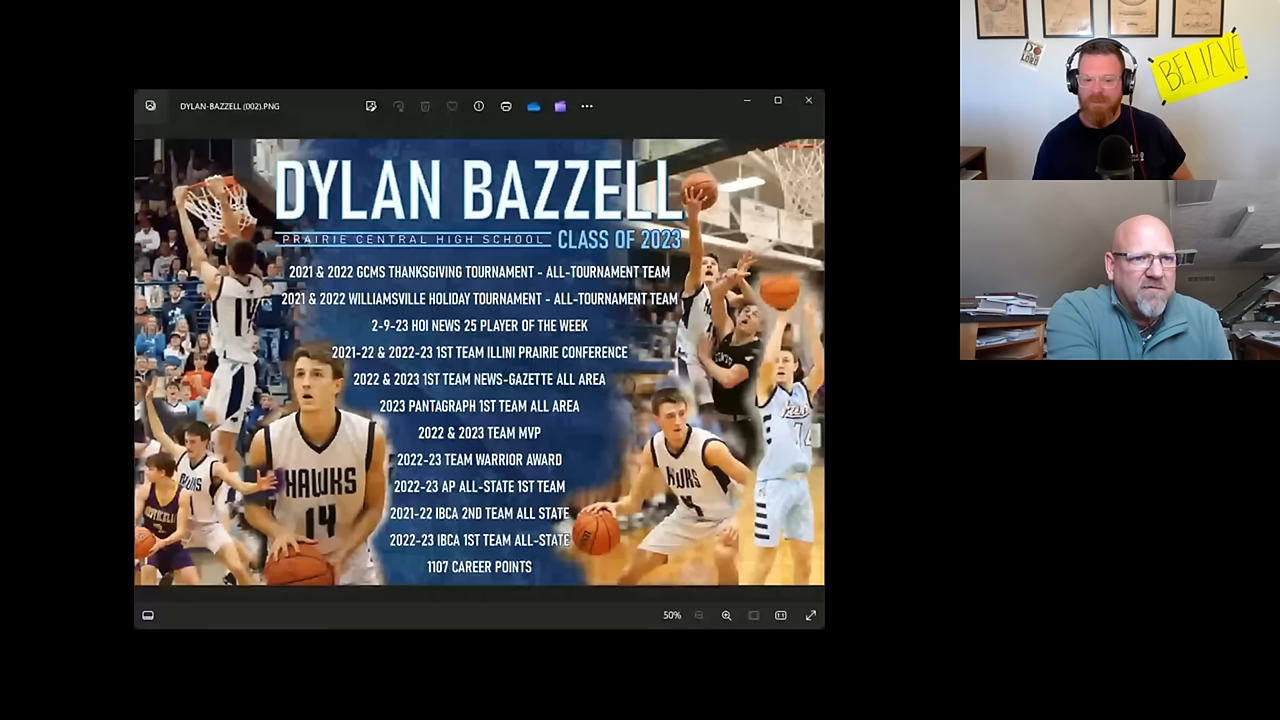 DYLAN-BAZZELL (002).PNG
DYLAN BAZZELL
PRAIRIE CENTRAL HIGH SCHOOL CLASS OF 2023
2021 & 2022 GCMS THANKSGIVING TOURNAMENT - ALL-TOURNAMENT TEAM
2021 & 2022 WILLIAMSVILLE HOLIDAY TOURNAMENT - ALL-TOURNAMENT TEAM
2-9-23 HOI NEWS 25 PLAYER OF THE WEEK
2021-22 & 2022-23 1ST TEAM ILLINI PRAIRIE CONFERENCE
2022 & 2023 1ST TEAM NEWS-GAZETTE ALL AREA
2023 PANTAGRAPH 1ST TEAM ALL AREA
2022 & 2023 TEAM MVP
2022-23 TEAM WARRIOR AWARD
2022-23 AP ALL-STATE 1ST TEAM
2021-22 IBCA 2ND TEAM ALL STATE
2022-23 IBCA 1ST TEAM ALL-STATE
1107 CAREER POINTS
HAWKS
14
14
50%
BELIEVE